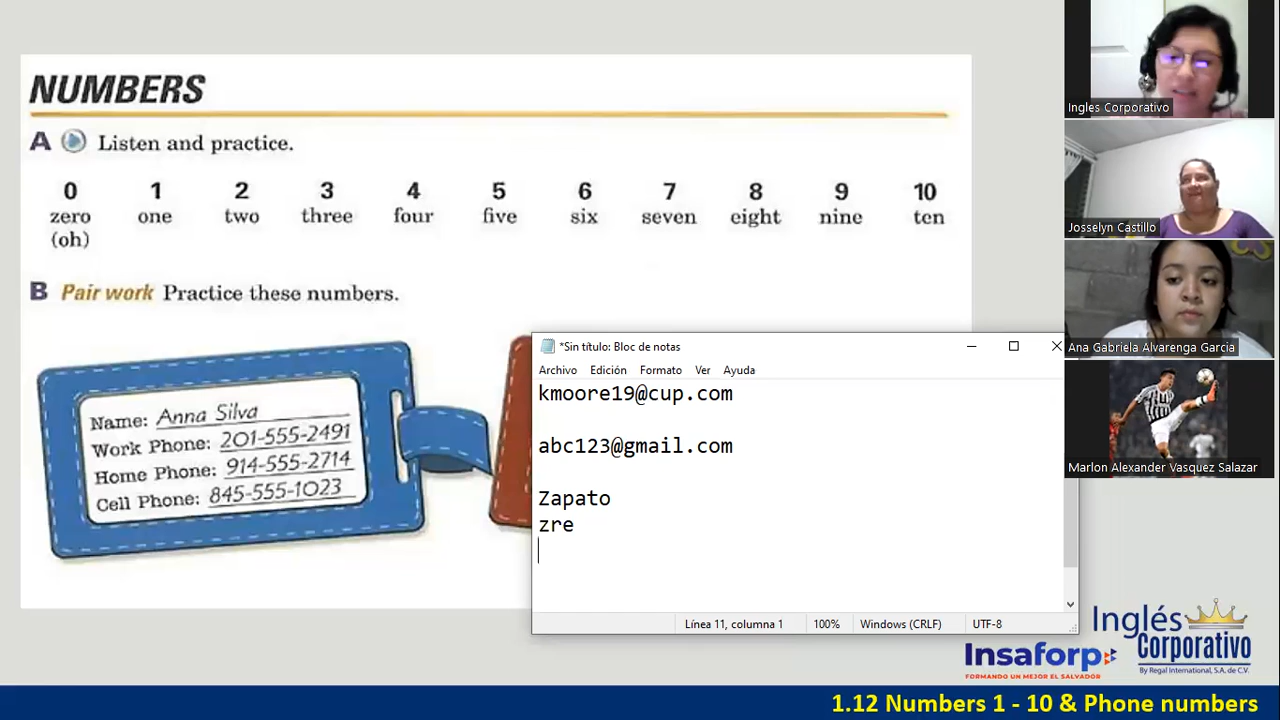 NUMBERS
A Listen and practice.
0 1 2 3 4 5 6 7 8 9 10
zero one two three four five six seven eight nine ten
(oh)
B Pair work Practice these numbers.
Name: Anna Silva
Work Phone: 201-555-2491
Home Phone: 914-555-2714
Cell Phone: 845-555-1023
*Sin título: Bloc de notas
Archivo Edición Formato Ver Ayuda
kmoore19@cup.com
abc123@gmail.com
Zapato
zre
Línea 11, columna 1 100% Windows (CRLF) UTF-8
Ingles Corporativo
Josselyn Castillo
Ana Gabriela Alvarenga Garcia
Marlon Alexander Vasquez Salazar
Inglés
Corporativo
By Regal International, S.A. de C.V.
Insaforp
FORMANDO UN MEJOR EL SALVADOR
1.12 Numbers 1 - 10 & Phone numbers